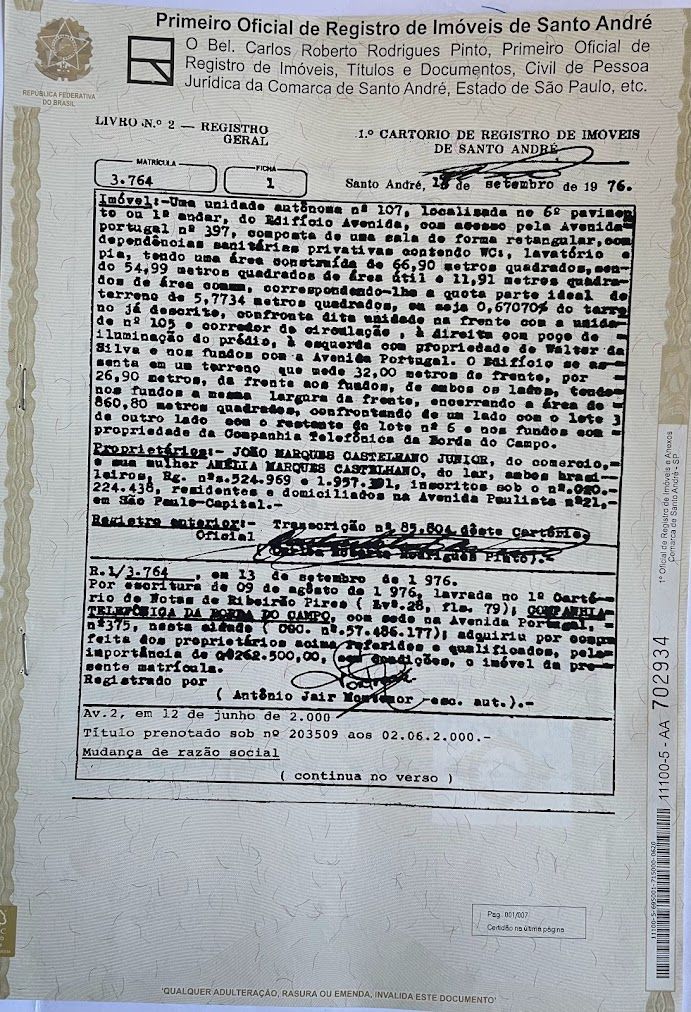 Primeiro Oficial de Registro de Imóveis de Santo André
O Bel. Carlos Roberto Rodrigues Pinto, Primeiro Oficial de
Registro de Imóveis, Títulos e Documentos, Civil de Pessoa
Jurídica da Comarca de Santo André, Estado de São Paulo, etc.
REPÚBLICA FEDERATIVA
DO BRASIL
LIVRO N.º 2 — REGISTRO
GERAL
1.º CARTORIO DE REGISTRO DE IMÓVEIS
DE SANTO ANDRÉ
MATRÍCULA
3.764
FICHA
1
Santo André, de setembro de 1976.
Imóvel:-Uma unidade autônoma nº 107, localisada no 6º pavimen
to ou 1º andar, do Edifício Avenida, com acesso pela Avenida
portugal nº 397, composta de uma sala de forma retangular,com
dependências sanitárias privativas contendo WC:, lavatório e
pia, tendo uma área construída de 66,90 metros quadrados,sen-
do 54,99 metros quadrados de área útil e 11,91 metros quadra-
dos de área comum, correspondendo-lhe a quota parte ideal de
terreno de 5,7734 metros quadrados, ou seja 0,67070% do terre
no já descrito, confronta dita unidade na frente com a unida-
de nº 105 e corredor de circulação , à direita com poço de
iluminação do prédio, à esquerda com propriedade de Walter da
Silva e nos fundos com a Avenida Portugal. O Edifício se as-
senta em um terreno que mede 32,00 metros de frente, por
26,90 metros, da frente aos fundos, de ambos os lados, tendo
nos fundos a mesma largura da frente, encerrando a área de
860,80 metros quadrados, confrontando de um lado com o lote 3
de outro lado com o restante do lote nº 6 e nos fundos com
propriedade da Companhia Telefônica da Borda do Campo.
Proprietários:- JOÃO MARQUES CASTELHANO JUNIOR, do comercio,-
e sua mulher AMÉLIA MARQUES CASTELHANO, do lar, ambos brasi-
leiros, Rg. nºs.524.969 e inscritos sob o
224.438, residentes e domiciliados na Avenida Paulista nº21,-
em São Paulo-Capital.-
Registro anterior:- Transcrição nº 85.804 dêste Cartório.
Oficial
(Carlos Roberto Rodrigues Pinto).-
R.1/3.764 , em 13 de setembro de 1 976.
Por escritura de 09 de agosto de 1 976, lavrada no 1º Cartó-
rio de Notas de Ribeirão Pires ( Lvº.28, fls. 79); COMPANHIA
TELEFÔNICA DA BORDA DO CAMPO, com sede na Avenida Portugal,
nº375, nesta cidade ( CGC. nº.57.486.177); adquiriu por compra
feita dos proprietários acima referidos e qualificados, pela
importância de 262.500,00, sem condições, o imóvel da pre-
sente matrícula.
Registrado por
( Antônio Jair -esc. aut.).-
Av.2, em 12 de junho de 2.000
Título prenotado sob nº 203509 aos 02.06.2.000.-
Mudança de razão social
( continua no verso )
1º Oficial de Registro de Imóveis e Anexos
Comarca de Santo André - SP
11100-5 - AA 702934
11100-5-695001-715000-0620
Pag. 001/007
Certidão na última página
'QUALQUER ADULTERAÇÃO, RASURA OU EMENDA, INVALIDA ESTE DOCUMENTO'